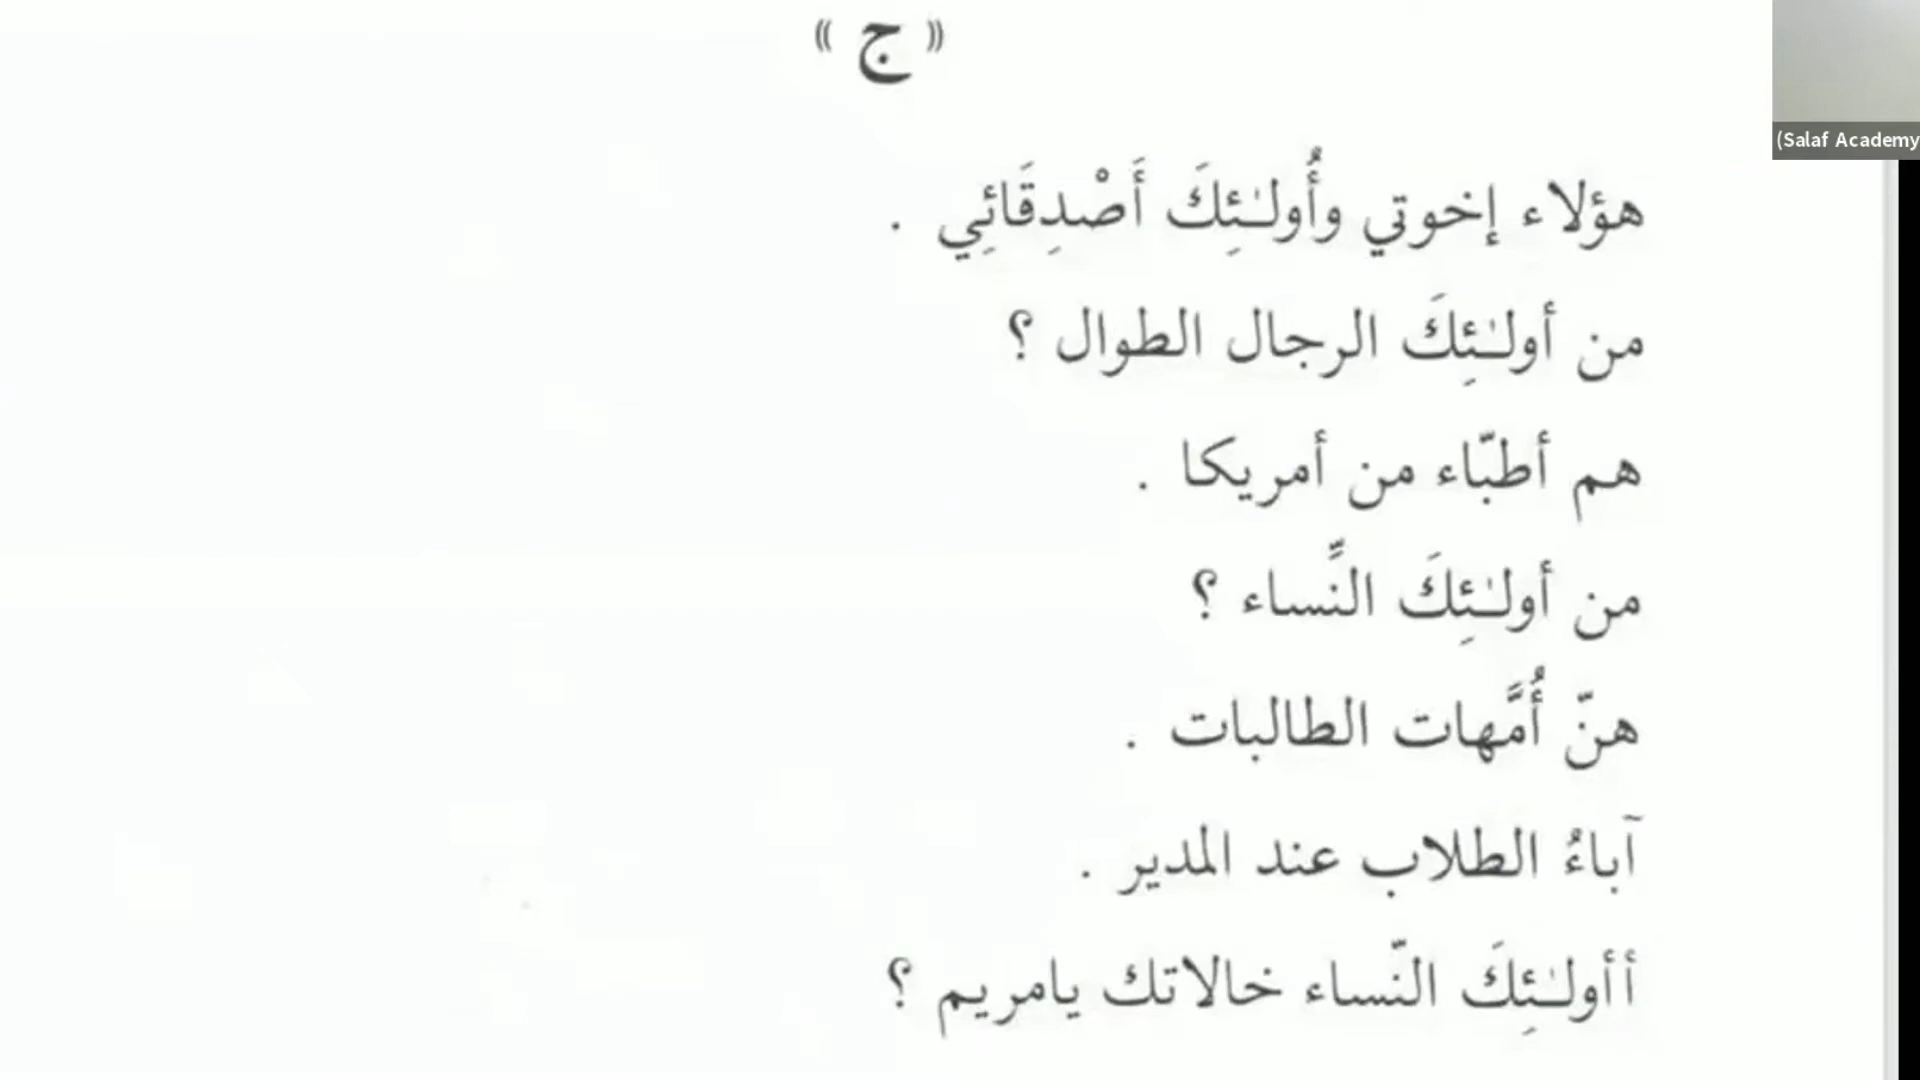 « ج »
(Salaf Academy
هؤلاء إخوتي وأُولـٰئِكَ أَصْدِقَائِي .
من أولـٰئِكَ الرجال الطوال ؟
هم أطبّاء من أمريكا .
من أولـٰئِكَ النِّساء ؟
هنّ أُمَّهات الطالبات .
آباءُ الطلاب عند المدير .
أأولـٰئِكَ النّساء خالاتك يامريم ؟